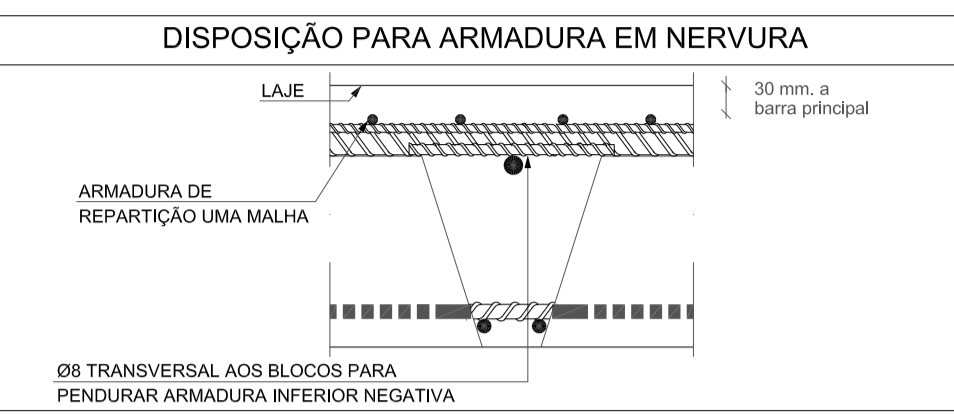 DISPOSIÇÃO PARA ARMADURA EM NERVURA
LAJE
30 mm. a
barra principal
ARMADURA DE
REPARTIÇÃO UMA MALHA
Ø8 TRANSVERSAL AOS BLOCOS PARA
PENDURAR ARMADURA INFERIOR NEGATIVA